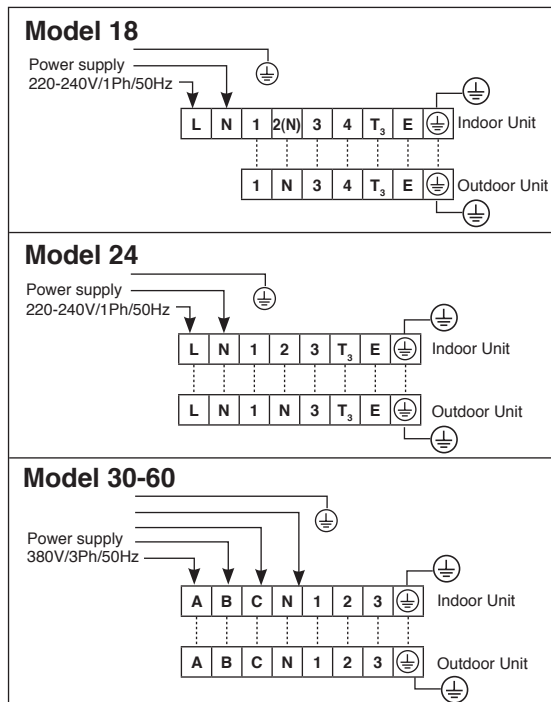 Model 18
Power supply
220-240V/1Ph/50Hz
L N 1 2(N) 3 4 T₃ E Indoor Unit
1 N 3 4 T₃ E Outdoor Unit
Model 24
Power supply
220-240V/1Ph/50Hz
L N 1 2 3 T₃ E Indoor Unit
L N 1 N 3 T₃ E Outdoor Unit
Model 30-60
Power supply
380V/3Ph/50Hz
A B C N 1 2 3 Indoor Unit
A B C N 1 2 3 Outdoor Unit